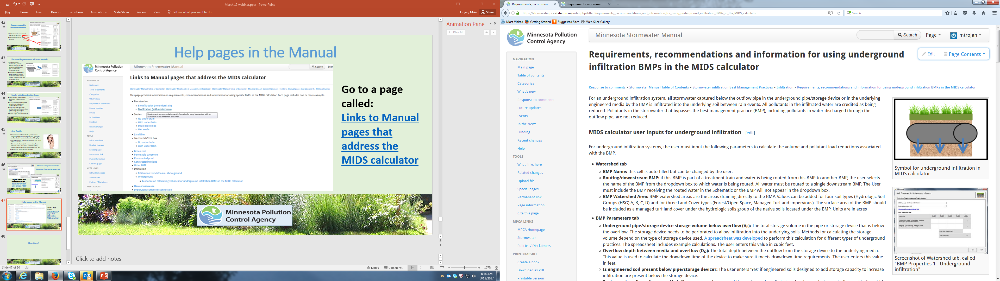 March 15 webinar.pptx - PowerPoint
File Home Insert Design Transitions Animations Slide Show Review View Tell me what you want to do... Trojan, Mike Share
42
Bioretention with
mixed underdrain
43
Permeable pavement with underdrain
44
Swale with bioretention base
45
And finally ...
46
If you want the
correct answer ...
Look for links in
wiki or use HELP
47
Help pages in the Manual
Go to a page
called:
Links to Manual
pages that
address the
MIDS calculator
48
Questions?
Help pages in the Manual
Minnesota Pollution
Control Agency
Minnesota Stormwater Manual
Search
Sear
Links to Manual pages that address the MIDS calculator
Stormwater Manual Table of Contents > Stormwater filtration Best Management Practices > Stormwater Manual Table of Contents > Minimal Impact Design Standards > Links to Manual pages that address the MIDS calculator
This page provides information on requirements, recommendations and information for using specific BMPs in the MIDS calculator. Each page includes one or more example.
NAVIGATION
Main page
Table of contents
Categories
What's new
Response to comments
Future updates
Events
In the News
Funding
Recent changes
Help
TOOLS
What links here
Related changes
Special pages
Permanent link
Page information
Cite this page
MPCA LINKS
MPCA Homepage
Stormwater
Policies / Disclaimers
PRINT/EXPORT
• Bioretention
Bioinfiltration (no underdrain)
Biofiltration (with underdrain)
• Swales
Requirements, recommendations and information for using bioretention with an
underdrain BMPs in the MIDS calculator
No underdrain
With underdrain
Swale side slope
Wet swale
• Sand filter
• Tree trench/tree box
No underdrain
With underdrain
• Green roof
• Permeable pavement
• Constructed pond
• Constructed wetland
• Other BMP
• Infiltration
Infiltration trench/basin - aboveground
Underground
Guidance on calculating volumes for underground infiltration BMPs in the MIDS calculator
• Harvest use/reuse
• Impervious surface disconnection
Go to a page
called:
Links to Manual
pages that
address the
MIDS calculator
Minnesota Pollution
Control Agency
Animation Pane
Play All
Click to add notes
Slide 47 of 50
Notes Comments 107%
8:14 AM
3/13/2017
Requirements, recommen... Requirements, recommen...
https://stormwater.pca.state.mn.us/index.php?title=Requirements,_recommendations_and_information_for_using_underground_infiltration_BMPs_in_the_MIDS_calculator
Search
Most Visited Getting Started Suggested Sites Web Slice Gallery
Minnesota Pollution
Control Agency
Minnesota Stormwater Manual
Search Page mtrojan
NAVIGATION
Main page
Table of contents
Categories
What's new
Response to comments
Future updates
Events
In the News
Funding
Recent changes
Help
TOOLS
What links here
Related changes
Upload file
Special pages
Permanent link
Page information
Cite this page
MPCA LINKS
MPCA Homepage
Stormwater
Policies / Disclaimers
PRINT/EXPORT
Create a book
Download as PDF
Printable version
Requirements, recommendations and information for using underground
infiltration BMPs in the MIDS calculator
Edit Page Contents
Response to comments > Stormwater Manual Table of Contents > Stormwater infiltration Best Management Practices > Infiltration > Requirements, recommendations and information for using underground infiltration BMPs in the MIDS calculator
For an underground infiltration system, all stormwater captured below the outflow pipe in the underground pipe/storage device or in the underlying
engineered media by the BMP is infiltrated into the underlying soil between rain events. All pollutants in the infiltrated water are credited as being
reduced. Pollutants in the stormwater that bypasses the best management practice (BMP), including pollutants in water discharged through the
outflow pipe, are not reduced.
MIDS calculator user inputs for underground infiltration [edit]
For underground infiltration systems, the user must input the following parameters to calculate the volume and pollutant load reductions associated
with the BMP.
• Watershed tab
BMP Name: this cell is auto-filled but can be changed by the user.
Routing/downstream BMP: if this BMP is part of a treatment train and water is being routed from this BMP to another BMP, the user selects
the name of the BMP from the dropdown box to which water is being routed. All water must be routed to a single downstream BMP. The User
must include the BMP receiving the routed water in the Schematic or the BMP will not appear in the dropdown box.
BMP Watershed Area: BMP watershed areas are the areas draining directly to the BMP. Values can be added for four soil types (Hydrologic Soil
Groups (HSG) A, B, C, D) and for three Land Cover types (Forest/Open Space, Managed Turf and impervious). The surface area of the BMP should
be included as a managed turf land cover under the hydrologic soils group of the native soils located under the BMP. Units are in acres
• BMP Parameters tab
Underground pipe/storage device storage volume below overflow (VP): The total storage volume in the pipe or storage device that is below
the overflow. The storage device needs to be perforated to allow infiltration into the underlying soils. Methods for calculating the storage
volume depend on the type of storage device used. A spreadsheet was developed to perform this calculation for different types of underground
practices. The spreadsheet includes example calculations. The user enters this value in cubic feet.
Overflow depth between media and overflow (DO): The total depth between the outflow from the storage device to the underlying media.
This value is used to calculate the drawdown time of the device to make sure it meets drawdown time requirements. The user enters this value
in feet.
Is engineered soil present below pipe/storage device?: The user enters ‘Yes’ if engineered soils designed to add storage capacity to increase
infiltration are present below the storage device.
Symbol for underground infiltration in
MIDS calculator
BMP Properties: 1 - Underground infiltration
Screenshot of Watershed tab, called
"BMP Properties 1 - Underground
infiltration"